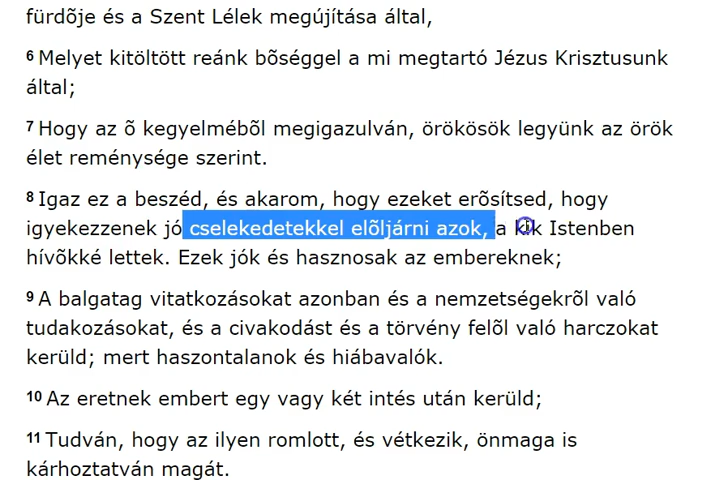 fürdõje és a Szent Lélek megújítása által,
6 Melyet kitöltött reánk bõséggel a mi megtartó Jézus Krisztusunk
által;
7 Hogy az õ kegyelmébõl megigazulván, örökösök legyünk az örök
élet reménysége szerint.
8 Igaz ez a beszéd, és akarom, hogy ezeket erõsítsed, hogy
igyekezzenek jó cselekedetekkel elõljárni azok, a kik Istenben
hívõkké lettek. Ezek jók és hasznosak az embereknek;
9 A balgatag vitatkozásokat azonban és a nemzetségekrõl való
tudakozásokat, és a civakodást és a törvény felõl való harczokat
kerüld; mert haszontalanok és hiábavalók.
10 Az eretnek embert egy vagy két intés után kerüld;
11 Tudván, hogy az ilyen romlott, és vétkezik, önmaga is
kárhoztatván magát.